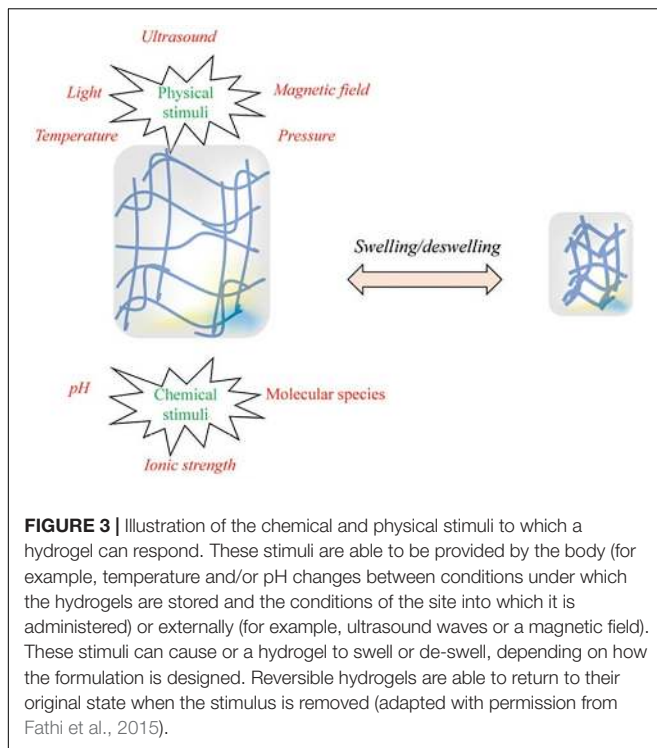 Ultrasound
Light
Physical
stimuli
Magnetic field
Temperature
Pressure
Swelling/deswelling
pH
Chemical
stimuli
Molecular species
Ionic strength
FIGURE 3 | Illustration of the chemical and physical stimuli to which a
hydrogel can respond. These stimuli are able to be provided by the body (for
example, temperature and/or pH changes between conditions under which
the hydrogels are stored and the conditions of the site into which it is
administered) or externally (for example, ultrasound waves or a magnetic field).
These stimuli can cause or a hydrogel to swell or de-swell, depending on how
the formulation is designed. Reversible hydrogels are able to return to their
original state when the stimulus is removed (adapted with permission from
Fathi et al., 2015).